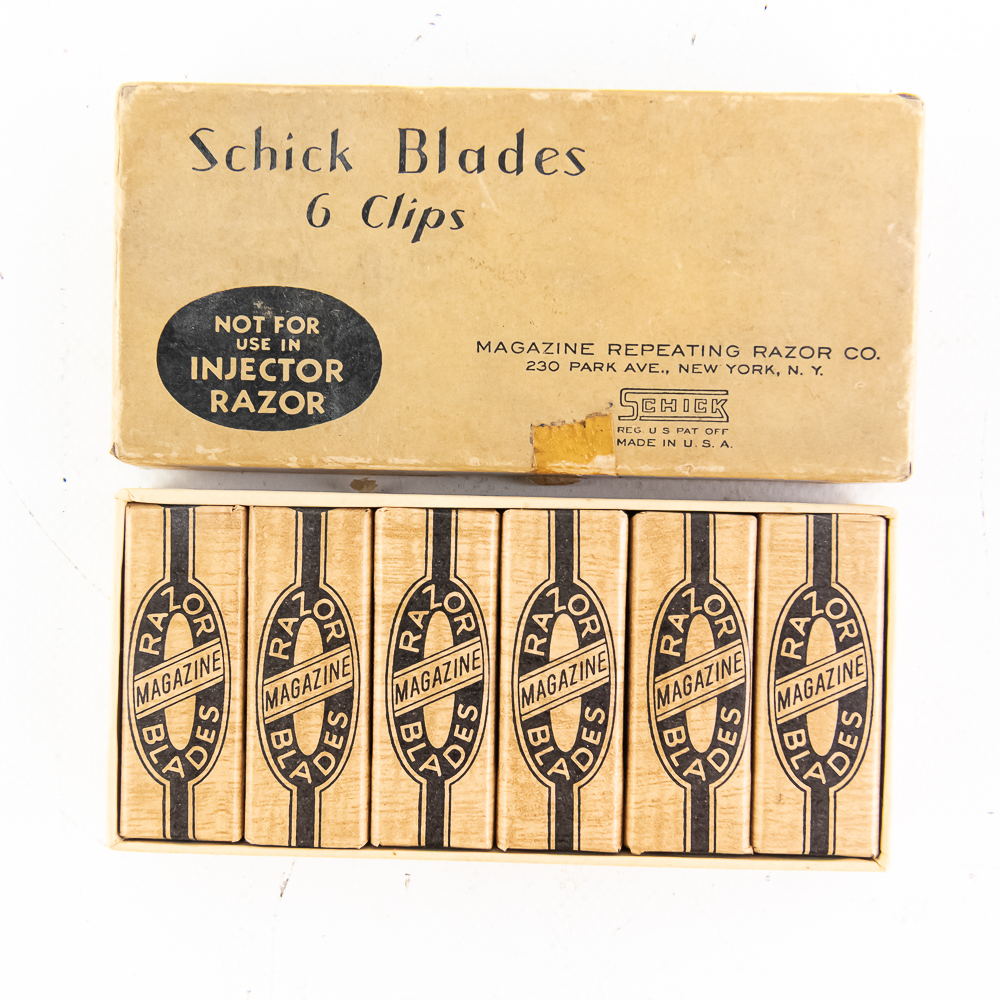 Schick Blades
6 Clips
NOT FOR
USE IN
INJECTOR
RAZOR
MAGAZINE REPEATING RAZOR CO.
230 PARK AVE., NEW YORK, N. Y.
SCHICK
REG. U S PAT OFF
MADE IN U. S. A.
RAZOR
MAGAZINE
BLADES
RAZOR
MAGAZINE
BLADES
RAZOR
MAGAZINE
BLADES
RAZOR
MAGAZINE
BLADES
RAZOR
MAGAZINE
BLADES
RAZOR
MAGAZINE
BLADES